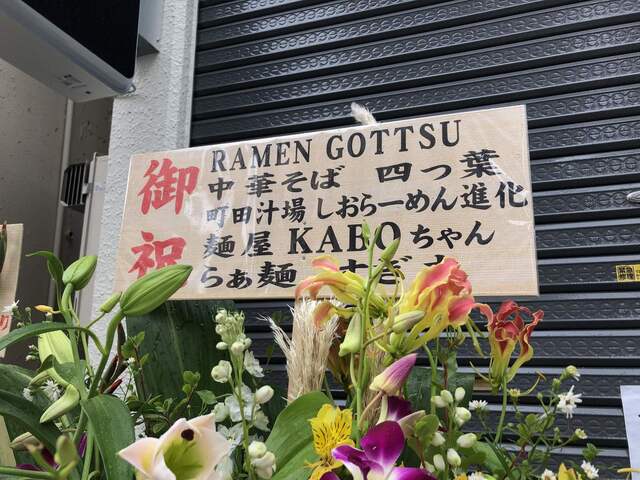 御祝
RAMEN GOTTSU
中華そば 四つ葉
町田汁場 しおらーめん進化
麺屋 KABOちゃん
らぁ麺